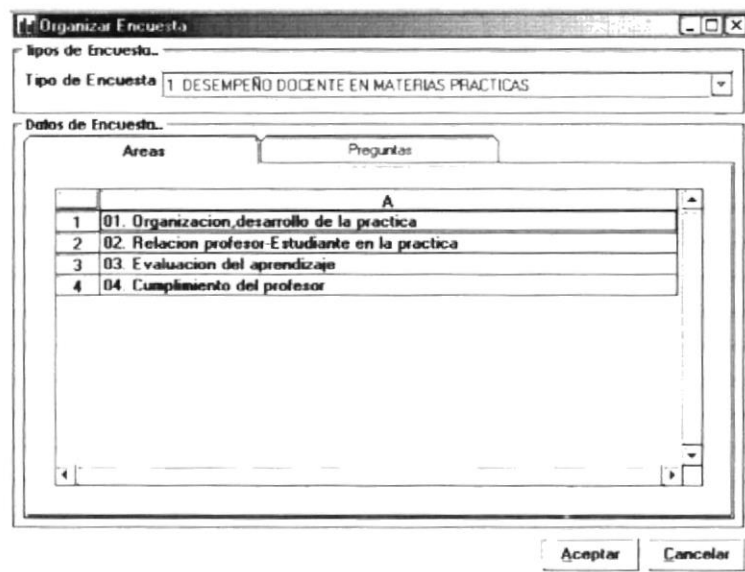 Organizar Encuesta
Tipos de Encuesta..
Tipo de Encuesta 1 DESEMPEÑO DOCENTE EN MATERIAS PRACTICAS
Datos de Encuesta..
Areas Preguntas
A
1 01. Organizacion,desarrollo de la practica
2 02. Relacion profesor-Estudiante en la practica
3 03. Evaluacion del aprendizaje
4 04. Cumplimiento del profesor
Aceptar Cancelar